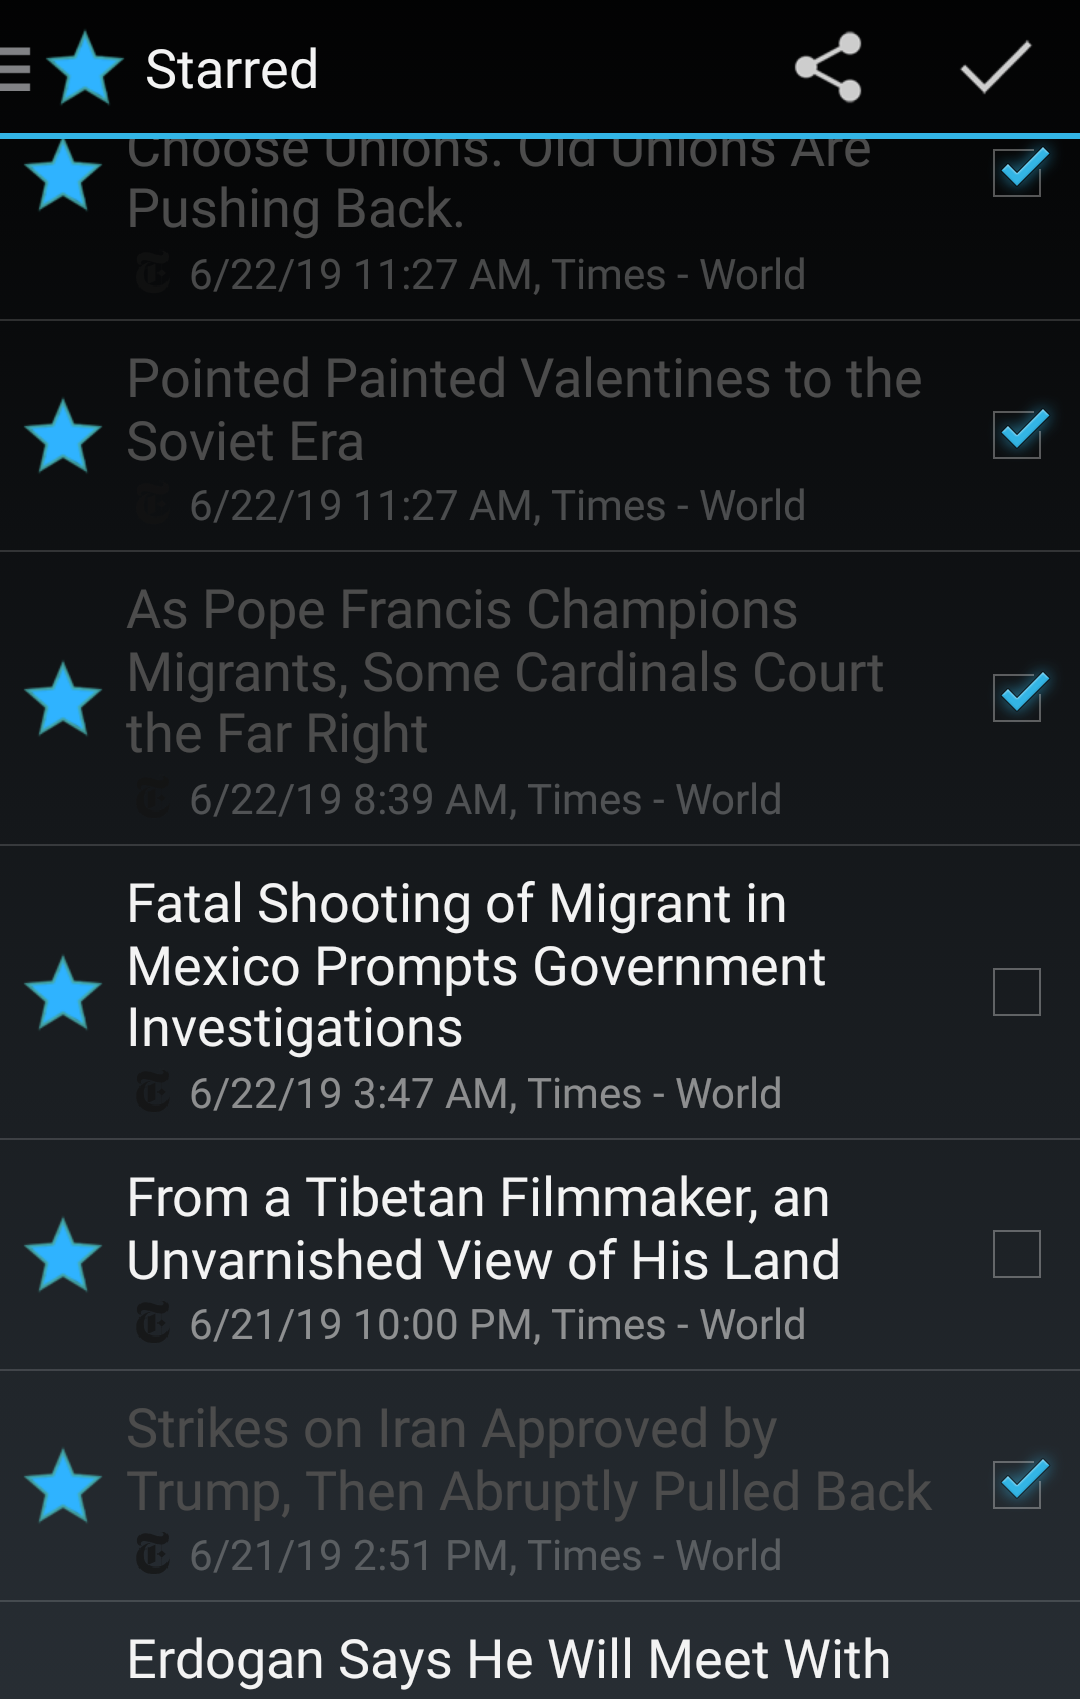 Starred
Choose Unions. Old Unions Are
Pushing Back.
6/22/19 11:27 AM, Times - World
Pointed Painted Valentines to the
Soviet Era
6/22/19 11:27 AM, Times - World
As Pope Francis Champions
Migrants, Some Cardinals Court
the Far Right
6/22/19 8:39 AM, Times - World
Fatal Shooting of Migrant in
Mexico Prompts Government
Investigations
6/22/19 3:47 AM, Times - World
From a Tibetan Filmmaker, an
Unvarnished View of His Land
6/21/19 10:00 PM, Times - World
Strikes on Iran Approved by
Trump, Then Abruptly Pulled Back
6/21/19 2:51 PM, Times - World
Erdogan Says He Will Meet With